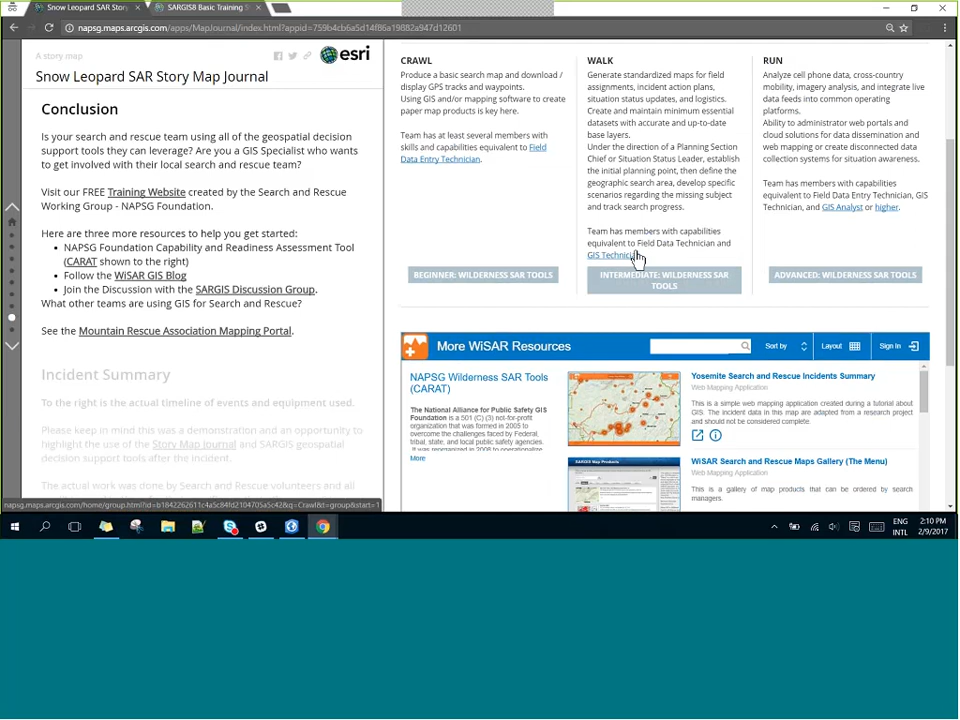 Snow Leopard SAR Story
SARGIS8 Basic Training S
napsg.maps.arcgis.com/apps/MapJournal/index.html?appid=759b4cb6a5d14f86a19882a947d12601
A story map
esri
Snow Leopard SAR Story Map Journal
Conclusion
Is your search and rescue team using all of the geospatial decision
support tools they can leverage? Are you a GIS Specialist who wants
to get involved with their local search and rescue team?
Visit our FREE Training Website created by the Search and Rescue
Working Group - NAPSG Foundation.
Here are three more resources to help you get started:
• NAPSG Foundation Capability and Readiness Assessment Tool
(CARAT shown to the right)
• Follow the WiSAR GIS Blog
• Join the Discussion with the SARGIS Discussion Group.
What other teams are using GIS for Search and Rescue?
See the Mountain Rescue Association Mapping Portal.
Incident Summary
To the right is the actual timeline of events and equipment used.
Please keep in mind this was a demonstration and an opportunity to
highlight the use of the Story Map Journal and SARGIS geospatial
decision support tools after the incident.
The actual work was done by Search and Rescue volunteers and all
CRAWL
Produce a basic search map and download /
display GPS tracks and waypoints.
Using GIS and/or mapping software to create
paper map products is key here.
Team has at least several members with
skills and capabilities equivalent to Field
Data Entry Technician.
BEGINNER: WILDERNESS SAR TOOLS
WALK
Generate standardized maps for field
assignments, incident action plans,
situation status updates, and logistics.
Create and maintain minimum essential
datasets with accurate and up-to-date
base layers.
Under the direction of a Planning Section
Chief or Situation Status Leader, establish
the initial planning point, then define the
geographic search area, develop specific
scenarios regarding the missing subject
and track search progress.
Team has members with capabilities
equivalent to Field Data Technician and
GIS
INTERMEDIATE: WILDERNESS SAR
TOOLS
RUN
Analyze cell phone data, cross-country
mobility, imagery analysis, and integrate live
data feeds into common operating
platforms.
Ability to administrator web portals and
cloud solutions for data dissemination and
web mapping or create disconnected data
collection systems for situation awareness.
Team has members with capabilities
equivalent to Field Data Entry Technician, GIS
Technician, and GIS Analyst or higher.
ADVANCED: WILDERNESS SAR TOOLS
More WiSAR Resources
Sort by
Layout
Sign In
NAPSG Wilderness SAR Tools
(CARAT)
The National Alliance for Public Safety GIS
Foundation is a 501 (C) (3) not-for-profit
organization that was formed in 2005 to
overcome the challenges faced by Federal,
tribal, state, and local public safety agencies.
It was reorganized in 2008 to operationalize
More
Yosemite Search and Rescue Incidents Summary
Web Mapping Application
This is a simple web mapping application created during a tutorial about
GIS. The incident data in this map are adapted from a research project
and should not be considered complete.
SARGIS Map Products
WiSAR Search and Rescue Maps Gallery (The Menu)
Web Mapping Application
This is a gallery of map products that can be ordered by search
managers.
ENG
INTL
2:10 PM
2/9/2017